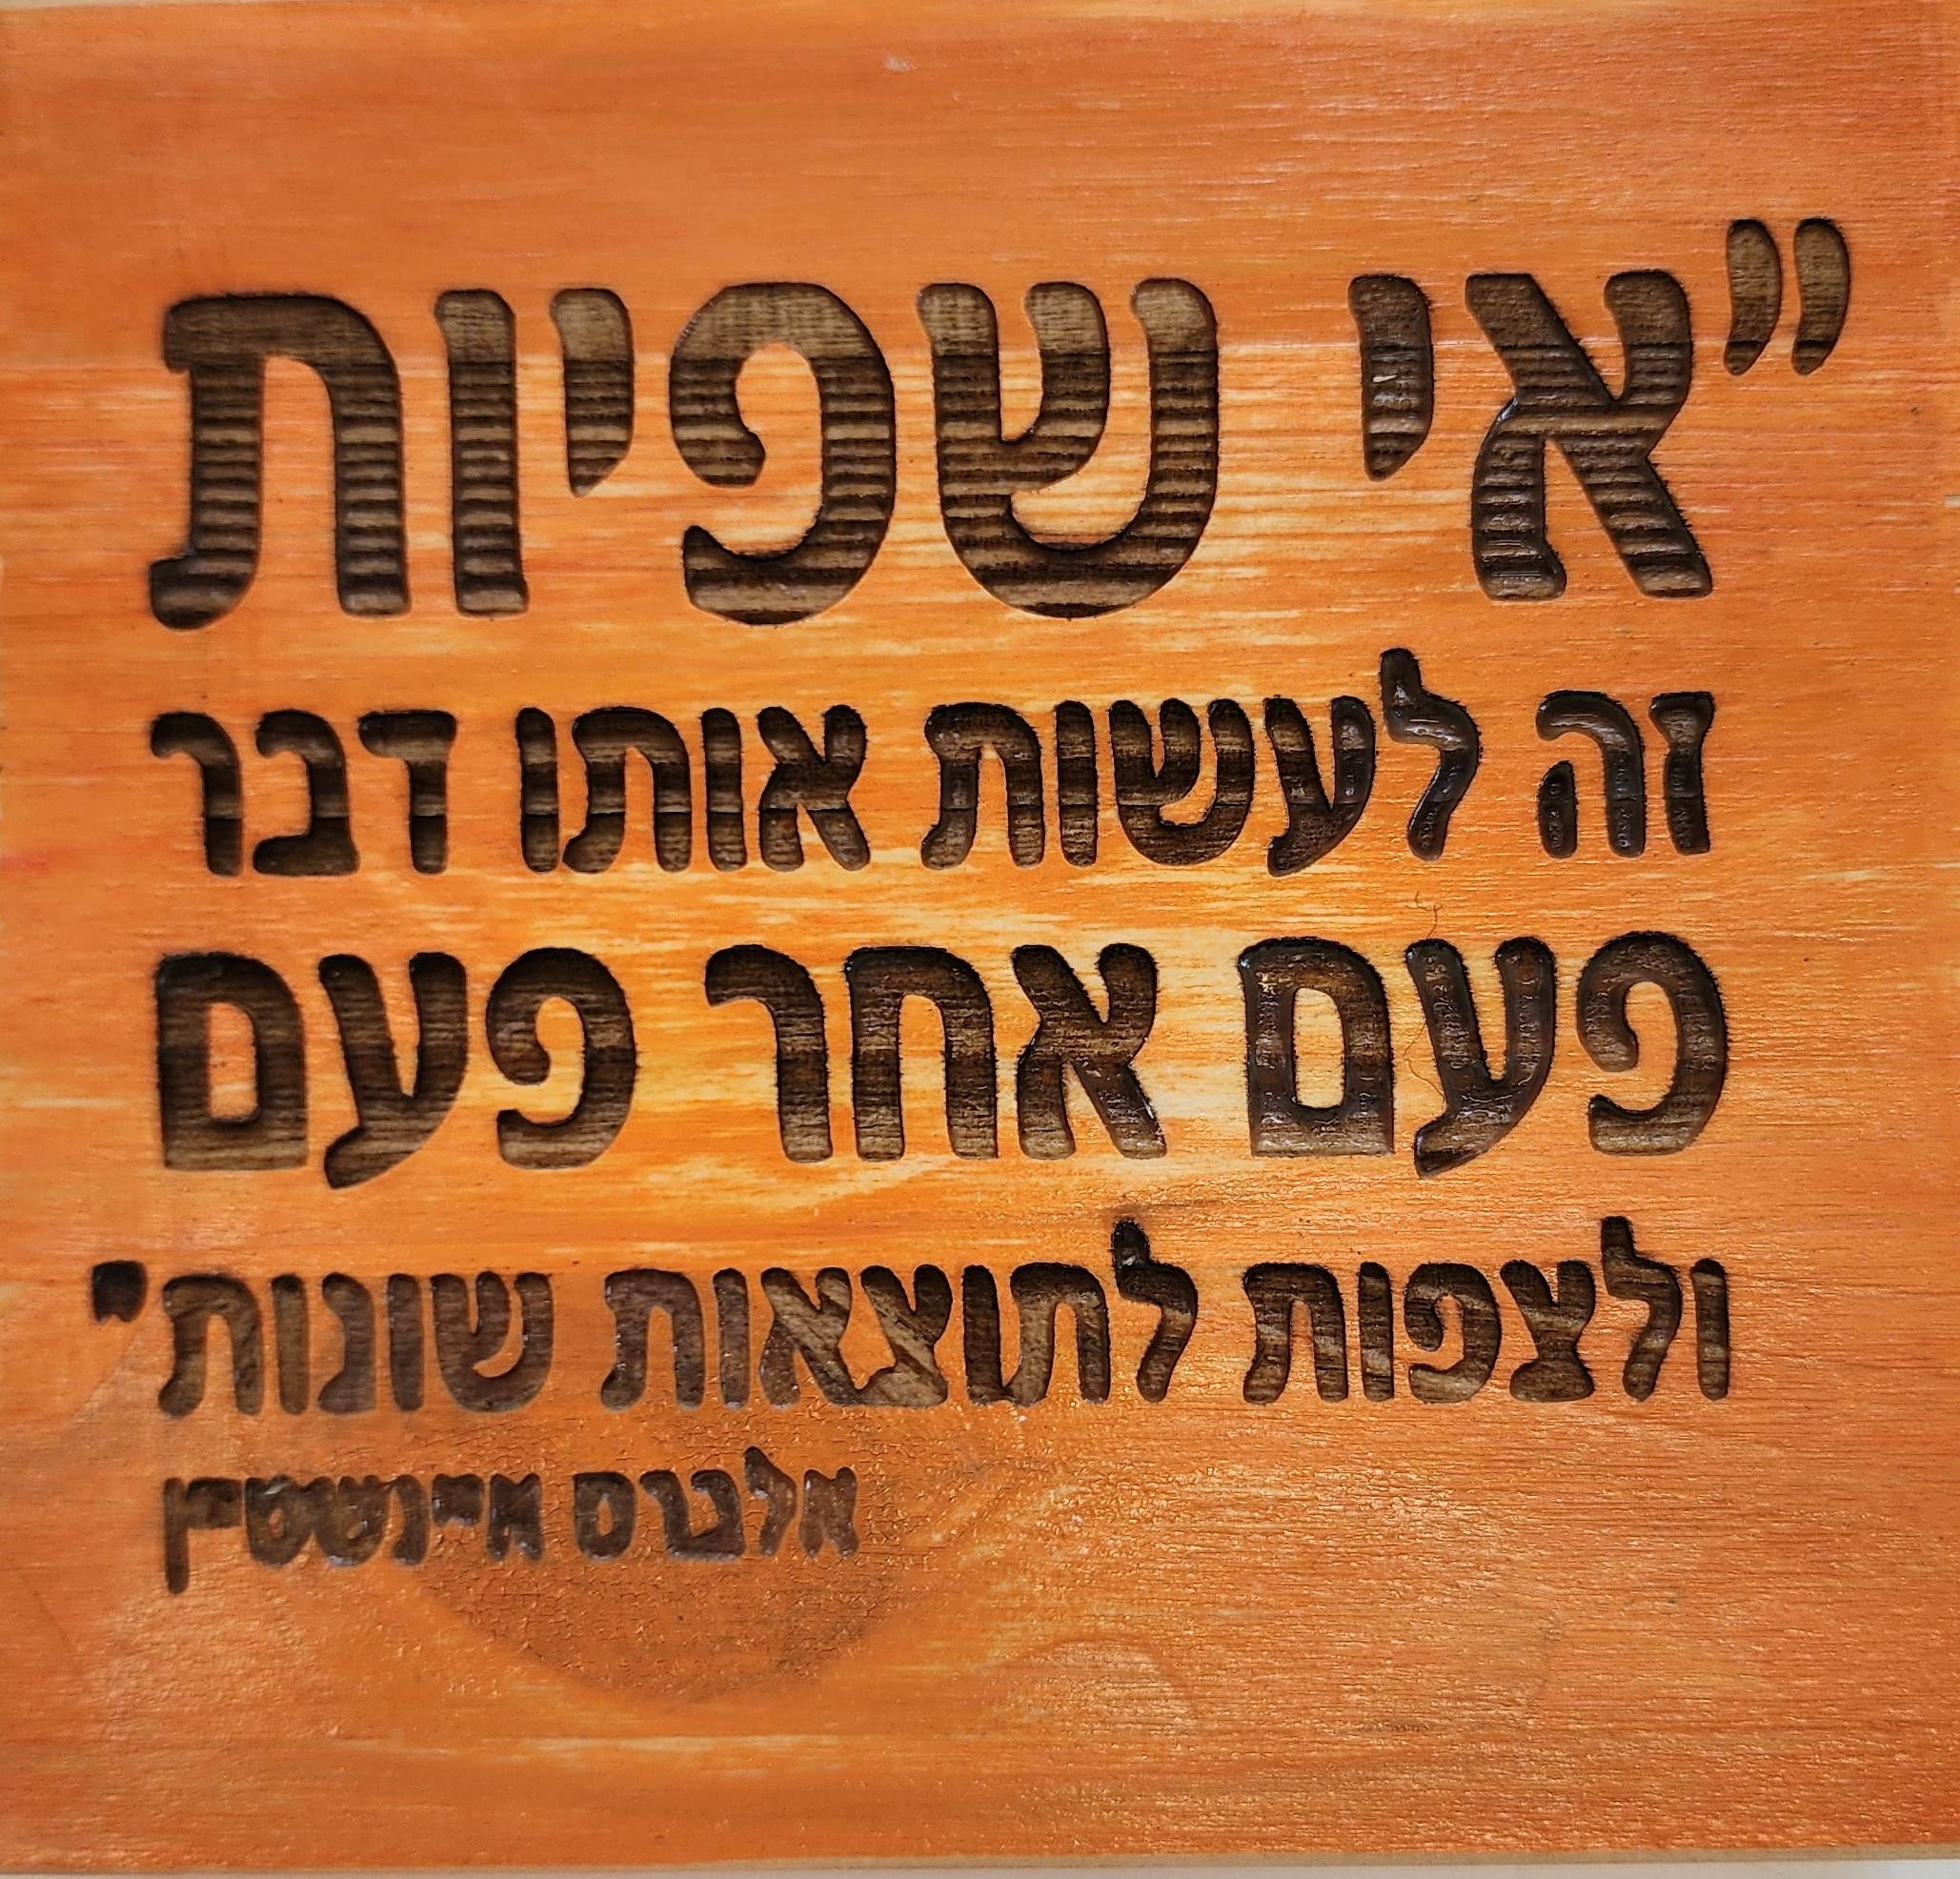 "אי שפיות
זה לעשות אותו דבר
פעם אחר פעם
ולצפות לתוצאות שונות"
אלברט איינשטיין